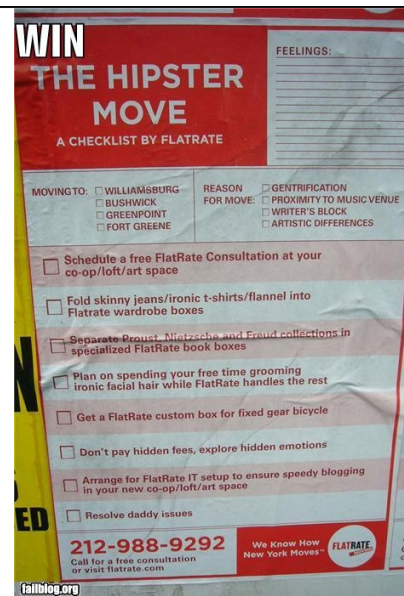 WIN
THE HIPSTER
MOVE
A CHECKLIST BY FLATRATE
FEELINGS:
MOVING TO: WILLIAMSBURG
BUSHWICK
GREENPOINT
FORT GREENE
REASON FOR MOVE: GENTRIFICATION
PROXIMITY TO MUSIC VENUE
WRITER'S BLOCK
ARTISTIC DIFFERENCES
Schedule a free FlatRate Consultation at your
co-op/loft/art space
Fold skinny jeans/ironic t-shirts/flannel into
Flatrate wardrobe boxes
Separate Proust, Nietzsche and Freud collections in
specialized FlatRate book boxes
Plan on spending your free time grooming
ironic facial hair while FlatRate handles the rest
Get a FlatRate custom box for fixed gear bicycle
Don't pay hidden fees, explore hidden emotions
Arrange for FlatRate IT setup to ensure speedy blogging
in your new co-op/loft/art space
Resolve daddy issues
212-988-9292
Call for a free consultation
or visit flatrate.com
We Know How
New York Moves™
FLATRATE
N
ED
failblog.org